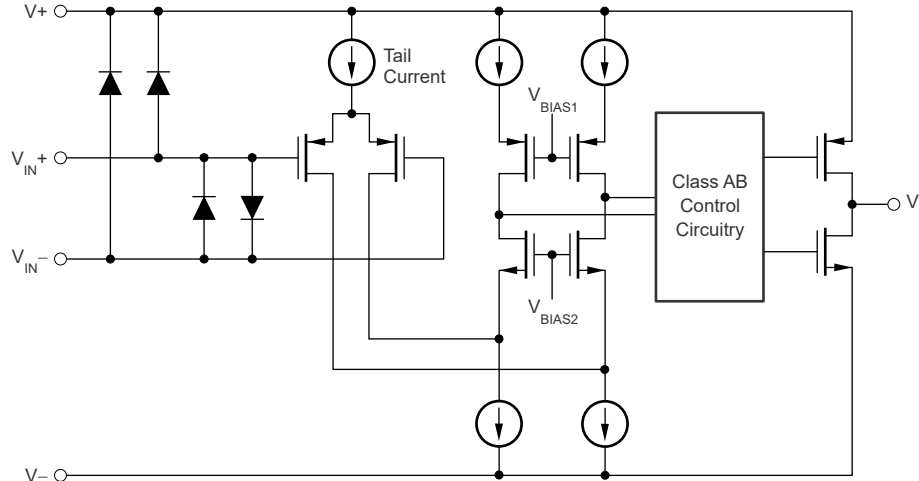 V+
Tail
Current
VBIAS1
VIN+
Class AB
Control
Circuitry
V
VIN−
VBIAS2
V−